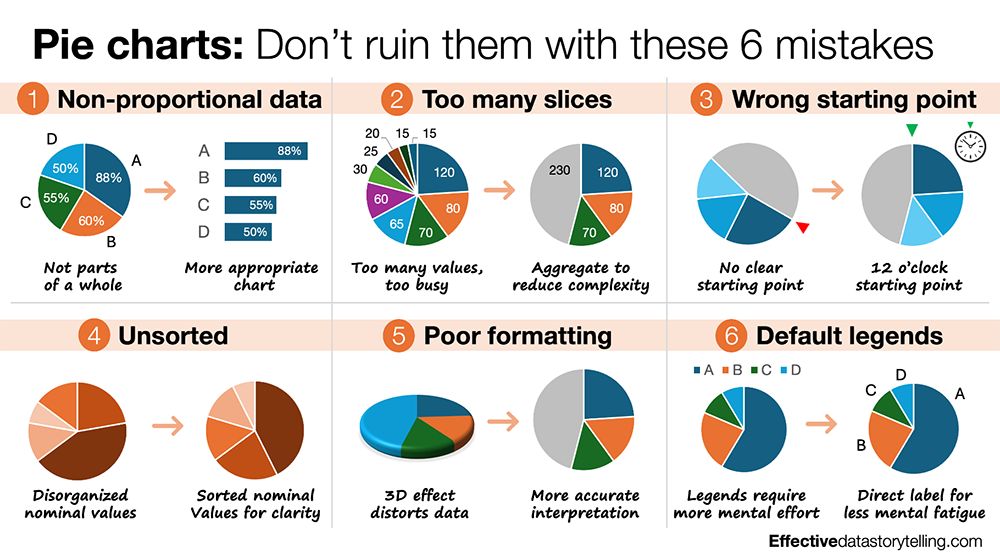 Pie charts: Don't ruin them with these 6 mistakes
1 Non-proportional data
D
A
50%
88%
55%
60%
C
B
A 88%
B 60%
C 55%
D 50%
Not parts
of a whole
More appropriate
chart
2 Too many slices
20 15 15
25
30
60
65
70
80
120
230
120
80
70
Too many values,
too busy
Aggregate to
reduce complexity
3 Wrong starting point
No clear
starting point
12 o'clock
starting point
4 Unsorted
Disorganized
nominal values
Sorted nominal
Values for clarity
5 Poor formatting
3D effect
distorts data
More accurate
interpretation
6 Default legends
A B C D
D
C
A
B
Legends require
more mental effort
Direct label for
less mental fatigue
Effectivedatastorytelling.com